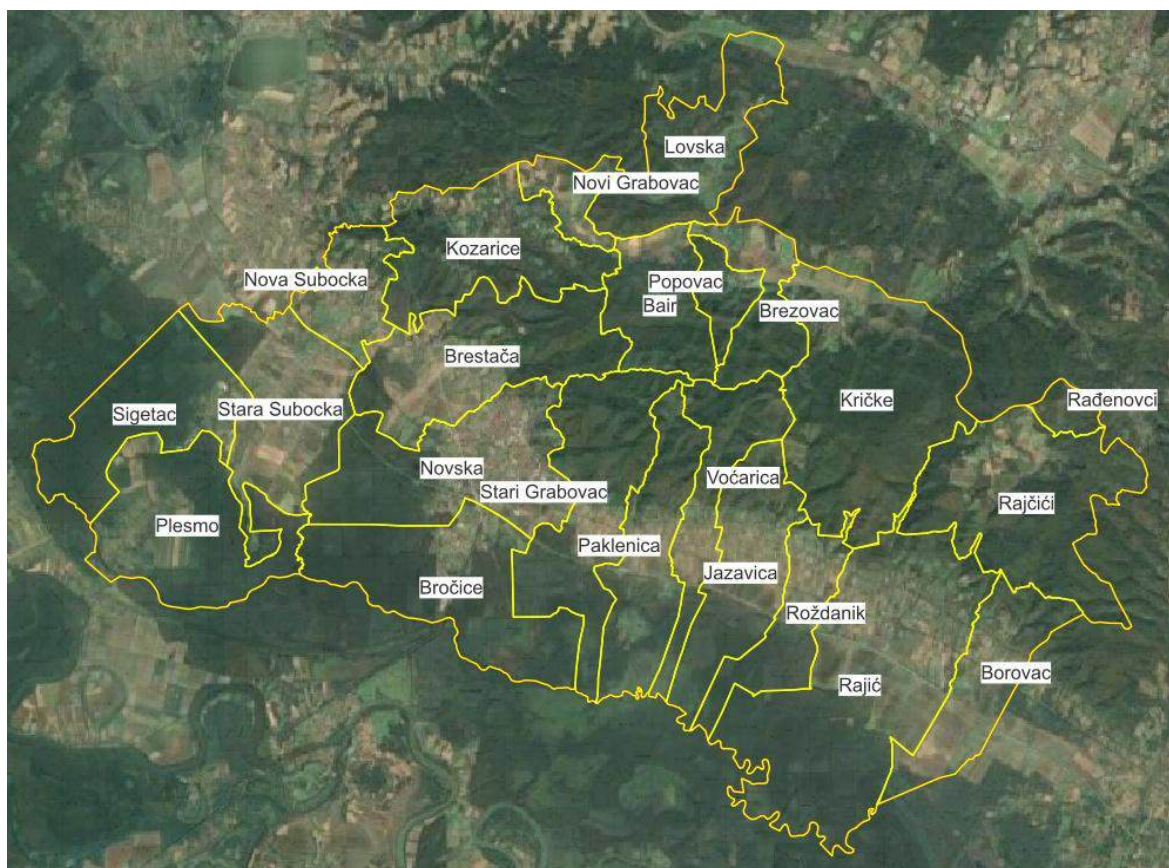 Lovska
Novi Grabovac
Kozarice
Nova Subocka
Popovac
Bair
Brezovac
Brestača
Kričke
Rađenovci
Sigetac
Stara Subocka
Novska
Stari Grabovac
Voćarica
Rajčići
Plesmo
Paklenica
Jazavica
Bročice
Roždanik
Borovac
Rajić